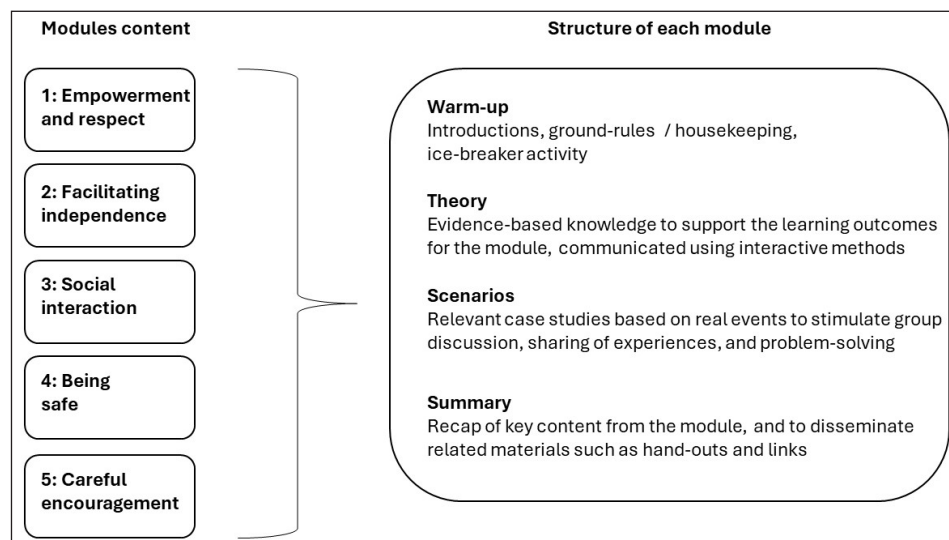 Modules content
Structure of each module
1: Empowerment
and respect
2: Facilitating
independence
3: Social
interaction
4: Being
safe
5: Careful
encouragement
Warm-up
Introductions, ground-rules / housekeeping,
ice-breaker activity
Theory
Evidence-based knowledge to support the learning outcomes
for the module, communicated using interactive methods
Scenarios
Relevant case studies based on real events to stimulate group
discussion, sharing of experiences, and problem-solving
Summary
Recap of key content from the module, and to disseminate
related materials such as hand-outs and links